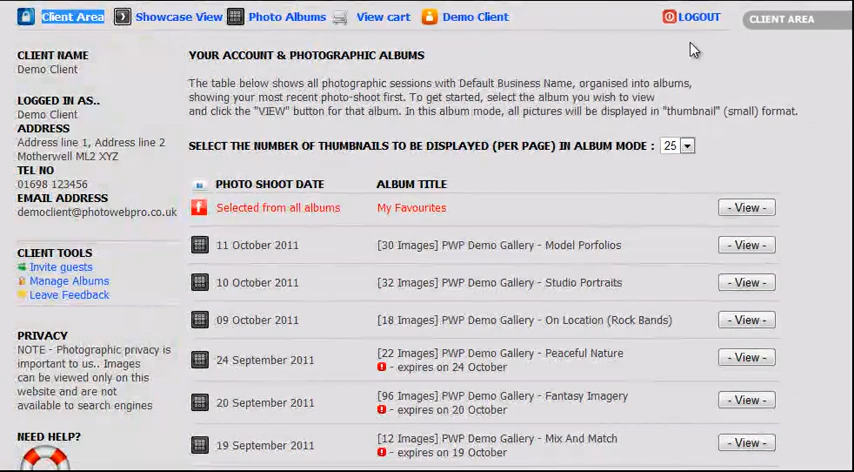 Client Area Showcase View Photo Albums View cart Demo Client LOGOUT CLIENT AREA
CLIENT NAME
Demo Client
LOGGED IN AS..
Demo Client
ADDRESS
Address line 1, Address line 2
Motherwell ML2 XYZ
TEL NO
01698 123456
EMAIL ADDRESS
democlient@photowebpro.co.uk
CLIENT TOOLS
Invite guests
Manage Albums
Leave Feedback
PRIVACY
NOTE - Photographic privacy is
important to us.. Images
can be viewed only on this
website and are not
available to search engines
NEED HELP?
YOUR ACCOUNT & PHOTOGRAPHIC ALBUMS
The table below shows all photographic sessions with Default Business Name, organised into albums,
showing your most recent photo-shoot first. To get started, select the album you wish to view
and click the "VIEW" button for that album. In this album mode, all pictures will be displayed in "thumbnail" (small) format.
SELECT THE NUMBER OF THUMBNAILS TO BE DISPLAYED (PER PAGE) IN ALBUM MODE : 25
PHOTO SHOOT DATE ALBUM TITLE
Selected from all albums My Favourites - View -
11 October 2011 [30 Images] PWP Demo Gallery - Model Porfolios - View -
10 October 2011 [32 Images] PWP Demo Gallery - Studio Portraits - View -
09 October 2011 [18 Images] PWP Demo Gallery - On Location (Rock Bands) - View -
24 September 2011 [22 Images] PWP Demo Gallery - Peaceful Nature - View -
- expires on 24 October
20 September 2011 [96 Images] PWP Demo Gallery - Fantasy Imagery - View -
- expires on 20 October
19 September 2011 [12 Images] PWP Demo Gallery - Mix And Match - View -
- expires on 19 October